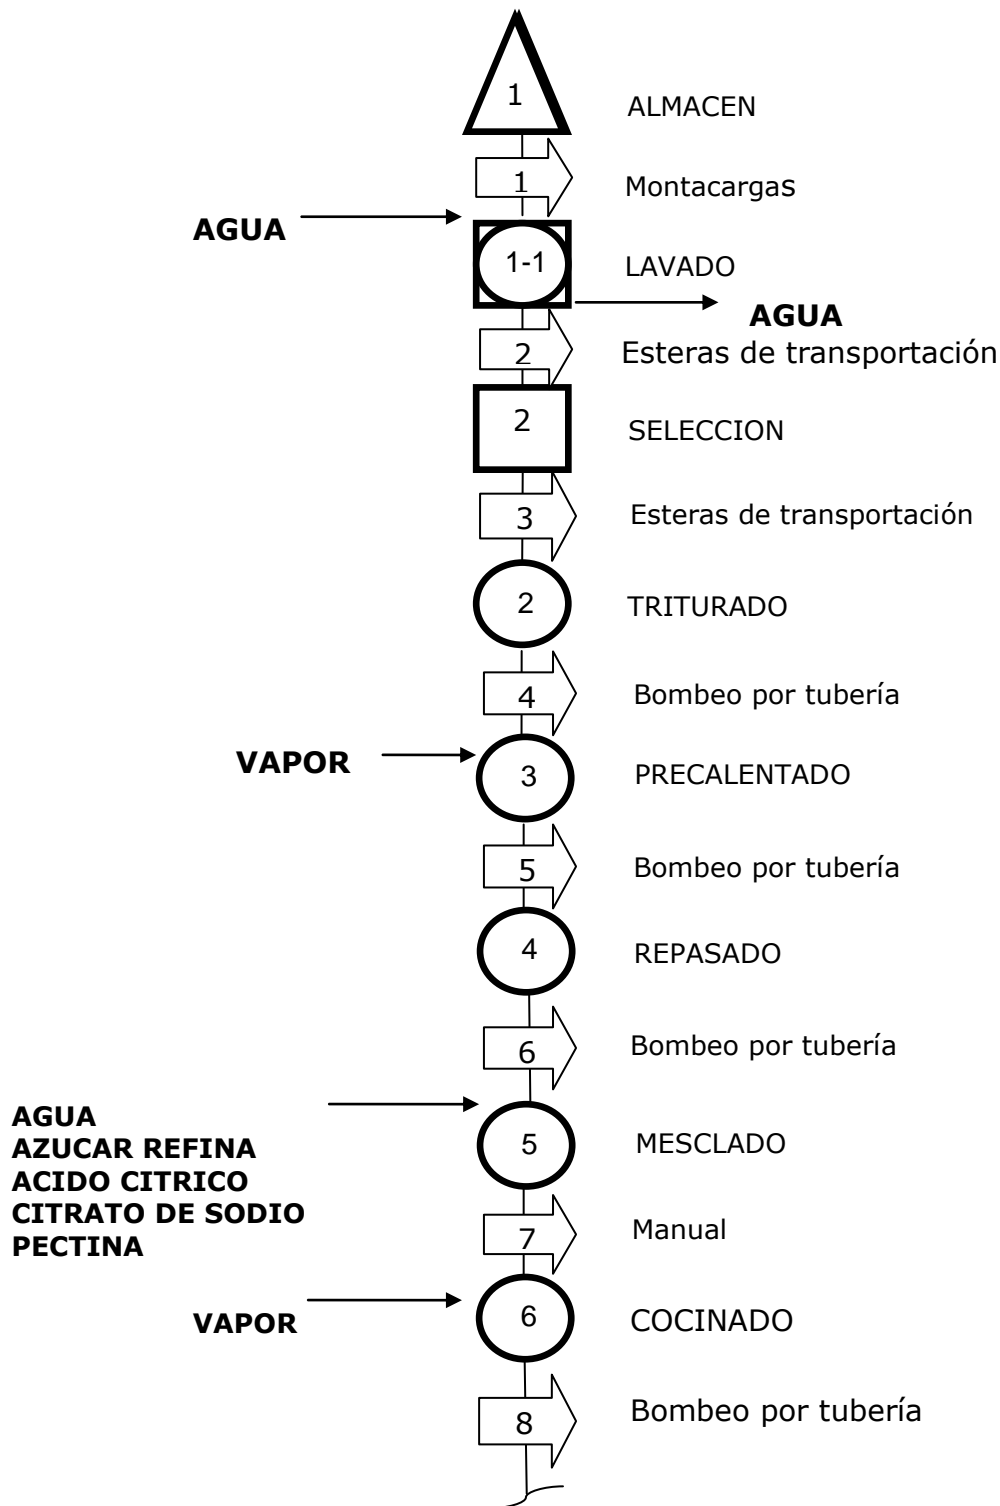 1
ALMACEN
1
Montacargas
AGUA
1-1
LAVADO
AGUA
2
Esteras de transportación
2
SELECCION
3
Esteras de transportación
2
TRITURADO
4
Bombeo por tubería
VAPOR
3
PRECALENTADO
5
Bombeo por tubería
4
REPASADO
6
Bombeo por tubería
AGUA
AZUCAR REFINA
ACIDO CITRICO
CITRATO DE SODIO
PECTINA
5
MESCLADO
7
Manual
VAPOR
6
COCINADO
8
Bombeo por tubería